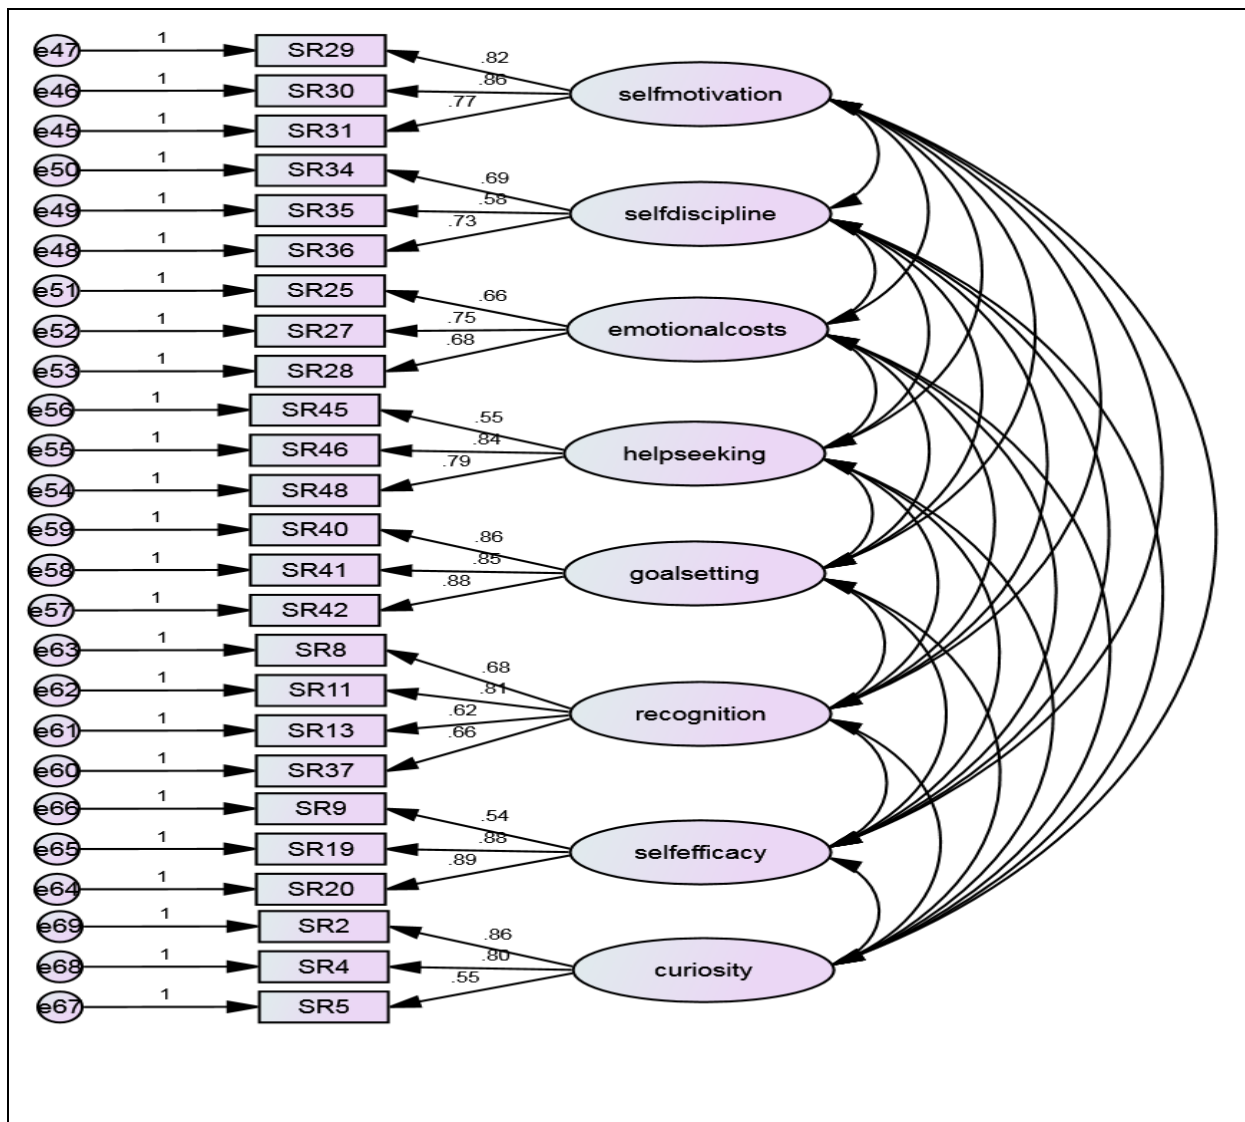 e47 1 SR29 .82
e46 1 SR30 .86 selfmotivation
e45 1 SR31 .77
e50 1 SR34 .69
e49 1 SR35 .58 selfdiscipline
e48 1 SR36 .73
e51 1 SR25 .66
e52 1 SR27 .75 emotionalcosts
e53 1 SR28 .68
e56 1 SR45 .55
e55 1 SR46 .84 helpseeking
e54 1 SR48 .79
e59 1 SR40 .86
e58 1 SR41 .85 goalsetting
e57 1 SR42 .88
e63 1 SR8 .68
e62 1 SR11 .81 recognition
e61 1 SR13 .62
e60 1 SR37 .66
e66 1 SR9 .54
e65 1 SR19 .88 selfefficacy
e64 1 SR20 .89
e69 1 SR2 .86
e68 1 SR4 .80 curiosity
e67 1 SR5 .55